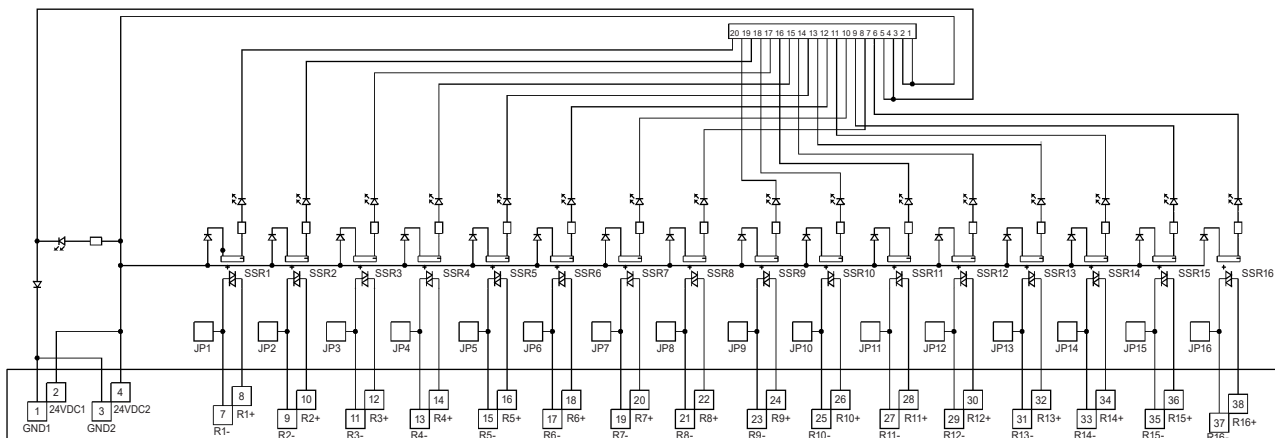 20 19 18 17 16 15 14 13 12 11 10 9 8 7 6 5 4 3 2 1
SSR1 SSR2 SSR3 SSR4 SSR5 SSR6 SSR7 SSR8 SSR9 SSR10 SSR11 SSR12 SSR13 SSR14 SSR15 SSR16
JP1 JP2 JP3 JP4 JP5 JP6 JP7 JP8 JP9 JP10 JP11 JP12 JP13 JP14 JP15 JP16
2 4 8 10 12 14 16 18 20 22 24 26 28 30 32 34 36 38
1 24VDC1 3 24VDC2 7 R1+ 9 R2+ 11 R3+ 13 R4+ 15 R5+ 17 R6+ 19 R7+ 21 R8+ 23 R9+ 25 R10+ 27 R11+ 29 R12+ 31 R13+ 33 R14+ 35 R15+ 37 R16+
GND1 GND2 R1- R2- R3- R4- R5- R6- R7- R8- R9- R10- R11- R12- R13- R14- R15- R16-